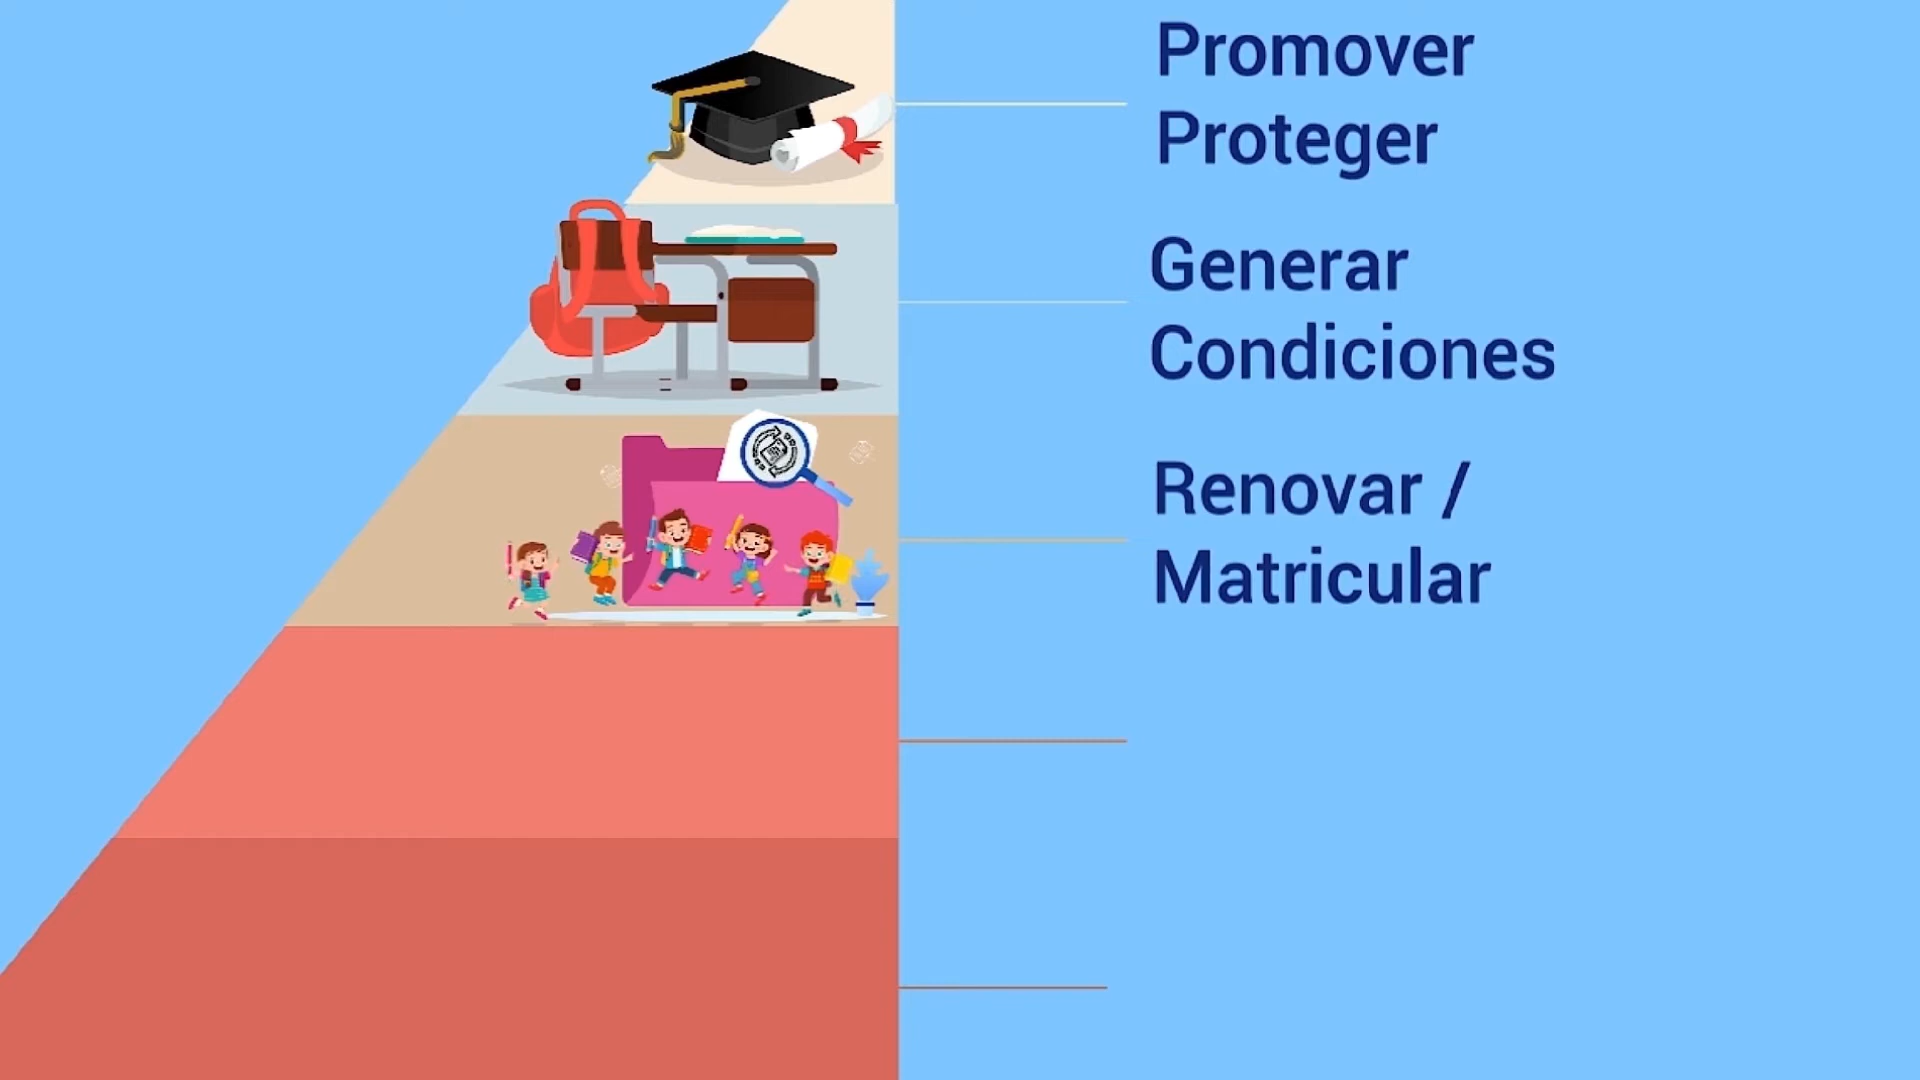 Promover
Proteger
Generar
Condiciones
Renovar /
Matricular